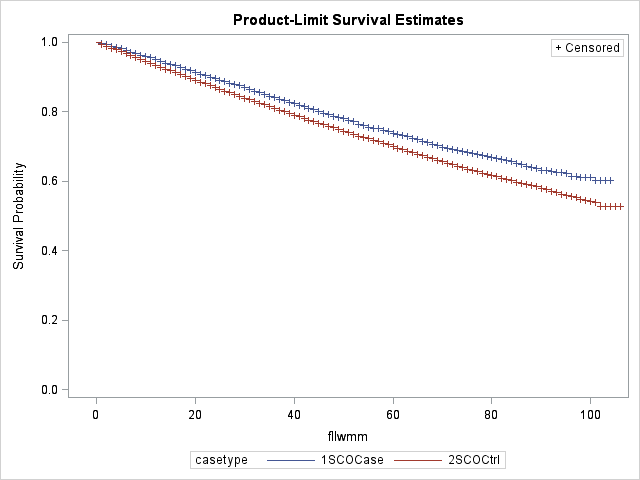 Product-Limit Survival Estimates
+ Censored
1.0
0.8
0.6
0.4
0.2
0.0
Survival Probability
0 20 40 60 80 100
fllwmm
casetype 1SCOCase 2SCOCtrl